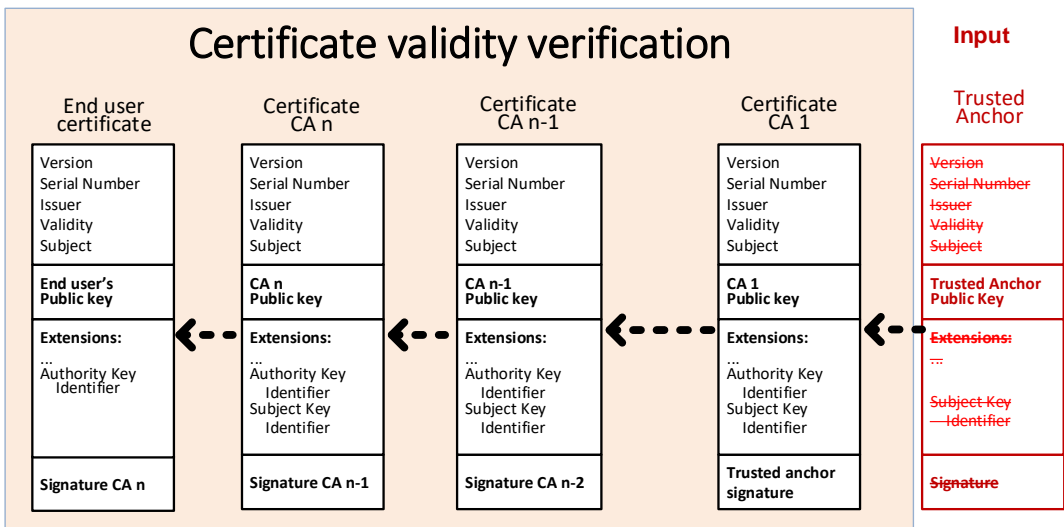 Certificate validity verification
Input
End user
certificate
Certificate
CA n
Certificate
CA n-1
Certificate
CA 1
Trusted
Anchor
Version
Serial Number
Issuer
Validity
Subject
End user's
Public key
Extensions:
...
Authority Key
Identifier
Signature CA n
Version
Serial Number
Issuer
Validity
Subject
CA n
Public key
Extensions:
...
Authority Key
Identifier
Subject Key
Identifier
Signature CA n-1
Version
Serial Number
Issuer
Validity
Subject
CA n-1
Public key
Extensions:
...
Authority Key
Identifier
Subject Key
Identifier
Signature CA n-2
Version
Serial Number
Issuer
Validity
Subject
CA 1
Public key
Extensions:
...
Authority Key
Identifier
Subject Key
Identifier
Trusted anchor
signature
Version
Serial Number
Issuer
Validity
Subject
Trusted Anchor
Public Key
Extensions:
...
Subject Key
Identifier
Signature